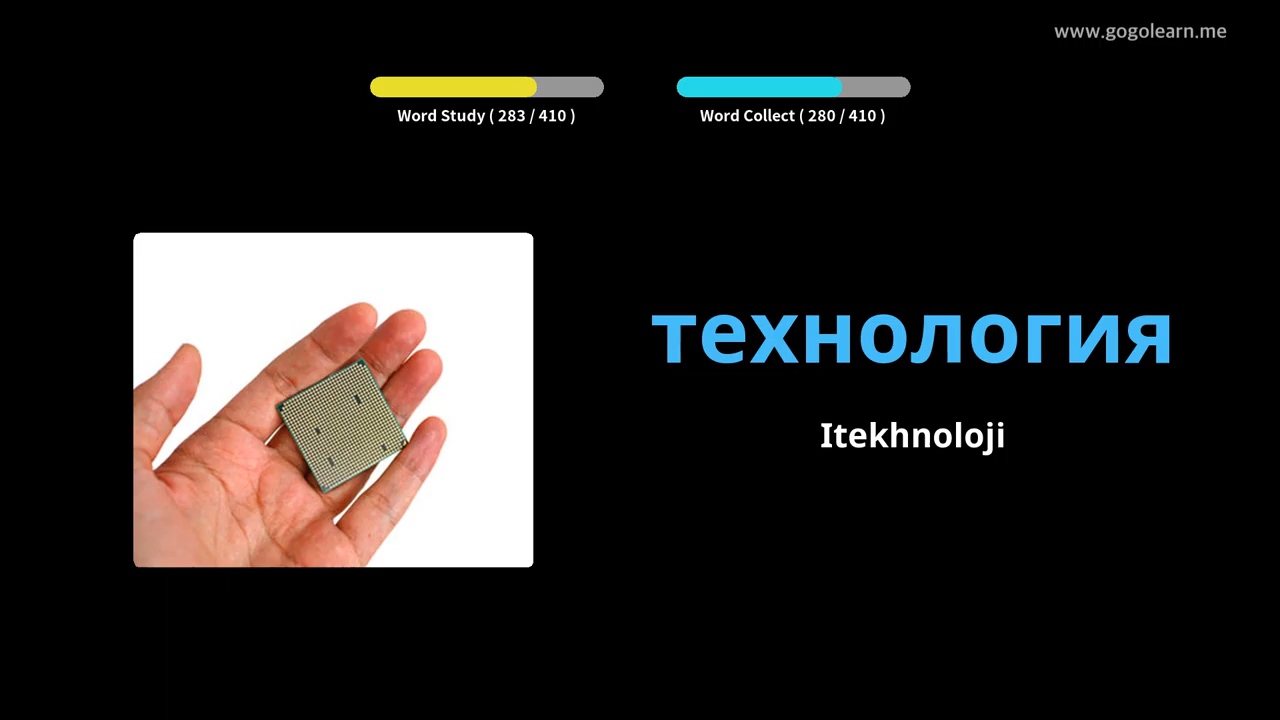 www.gogolearn.me
Word Study ( 283 / 410 )
Word Collect ( 280 / 410 )
технология
Itekhnoloji